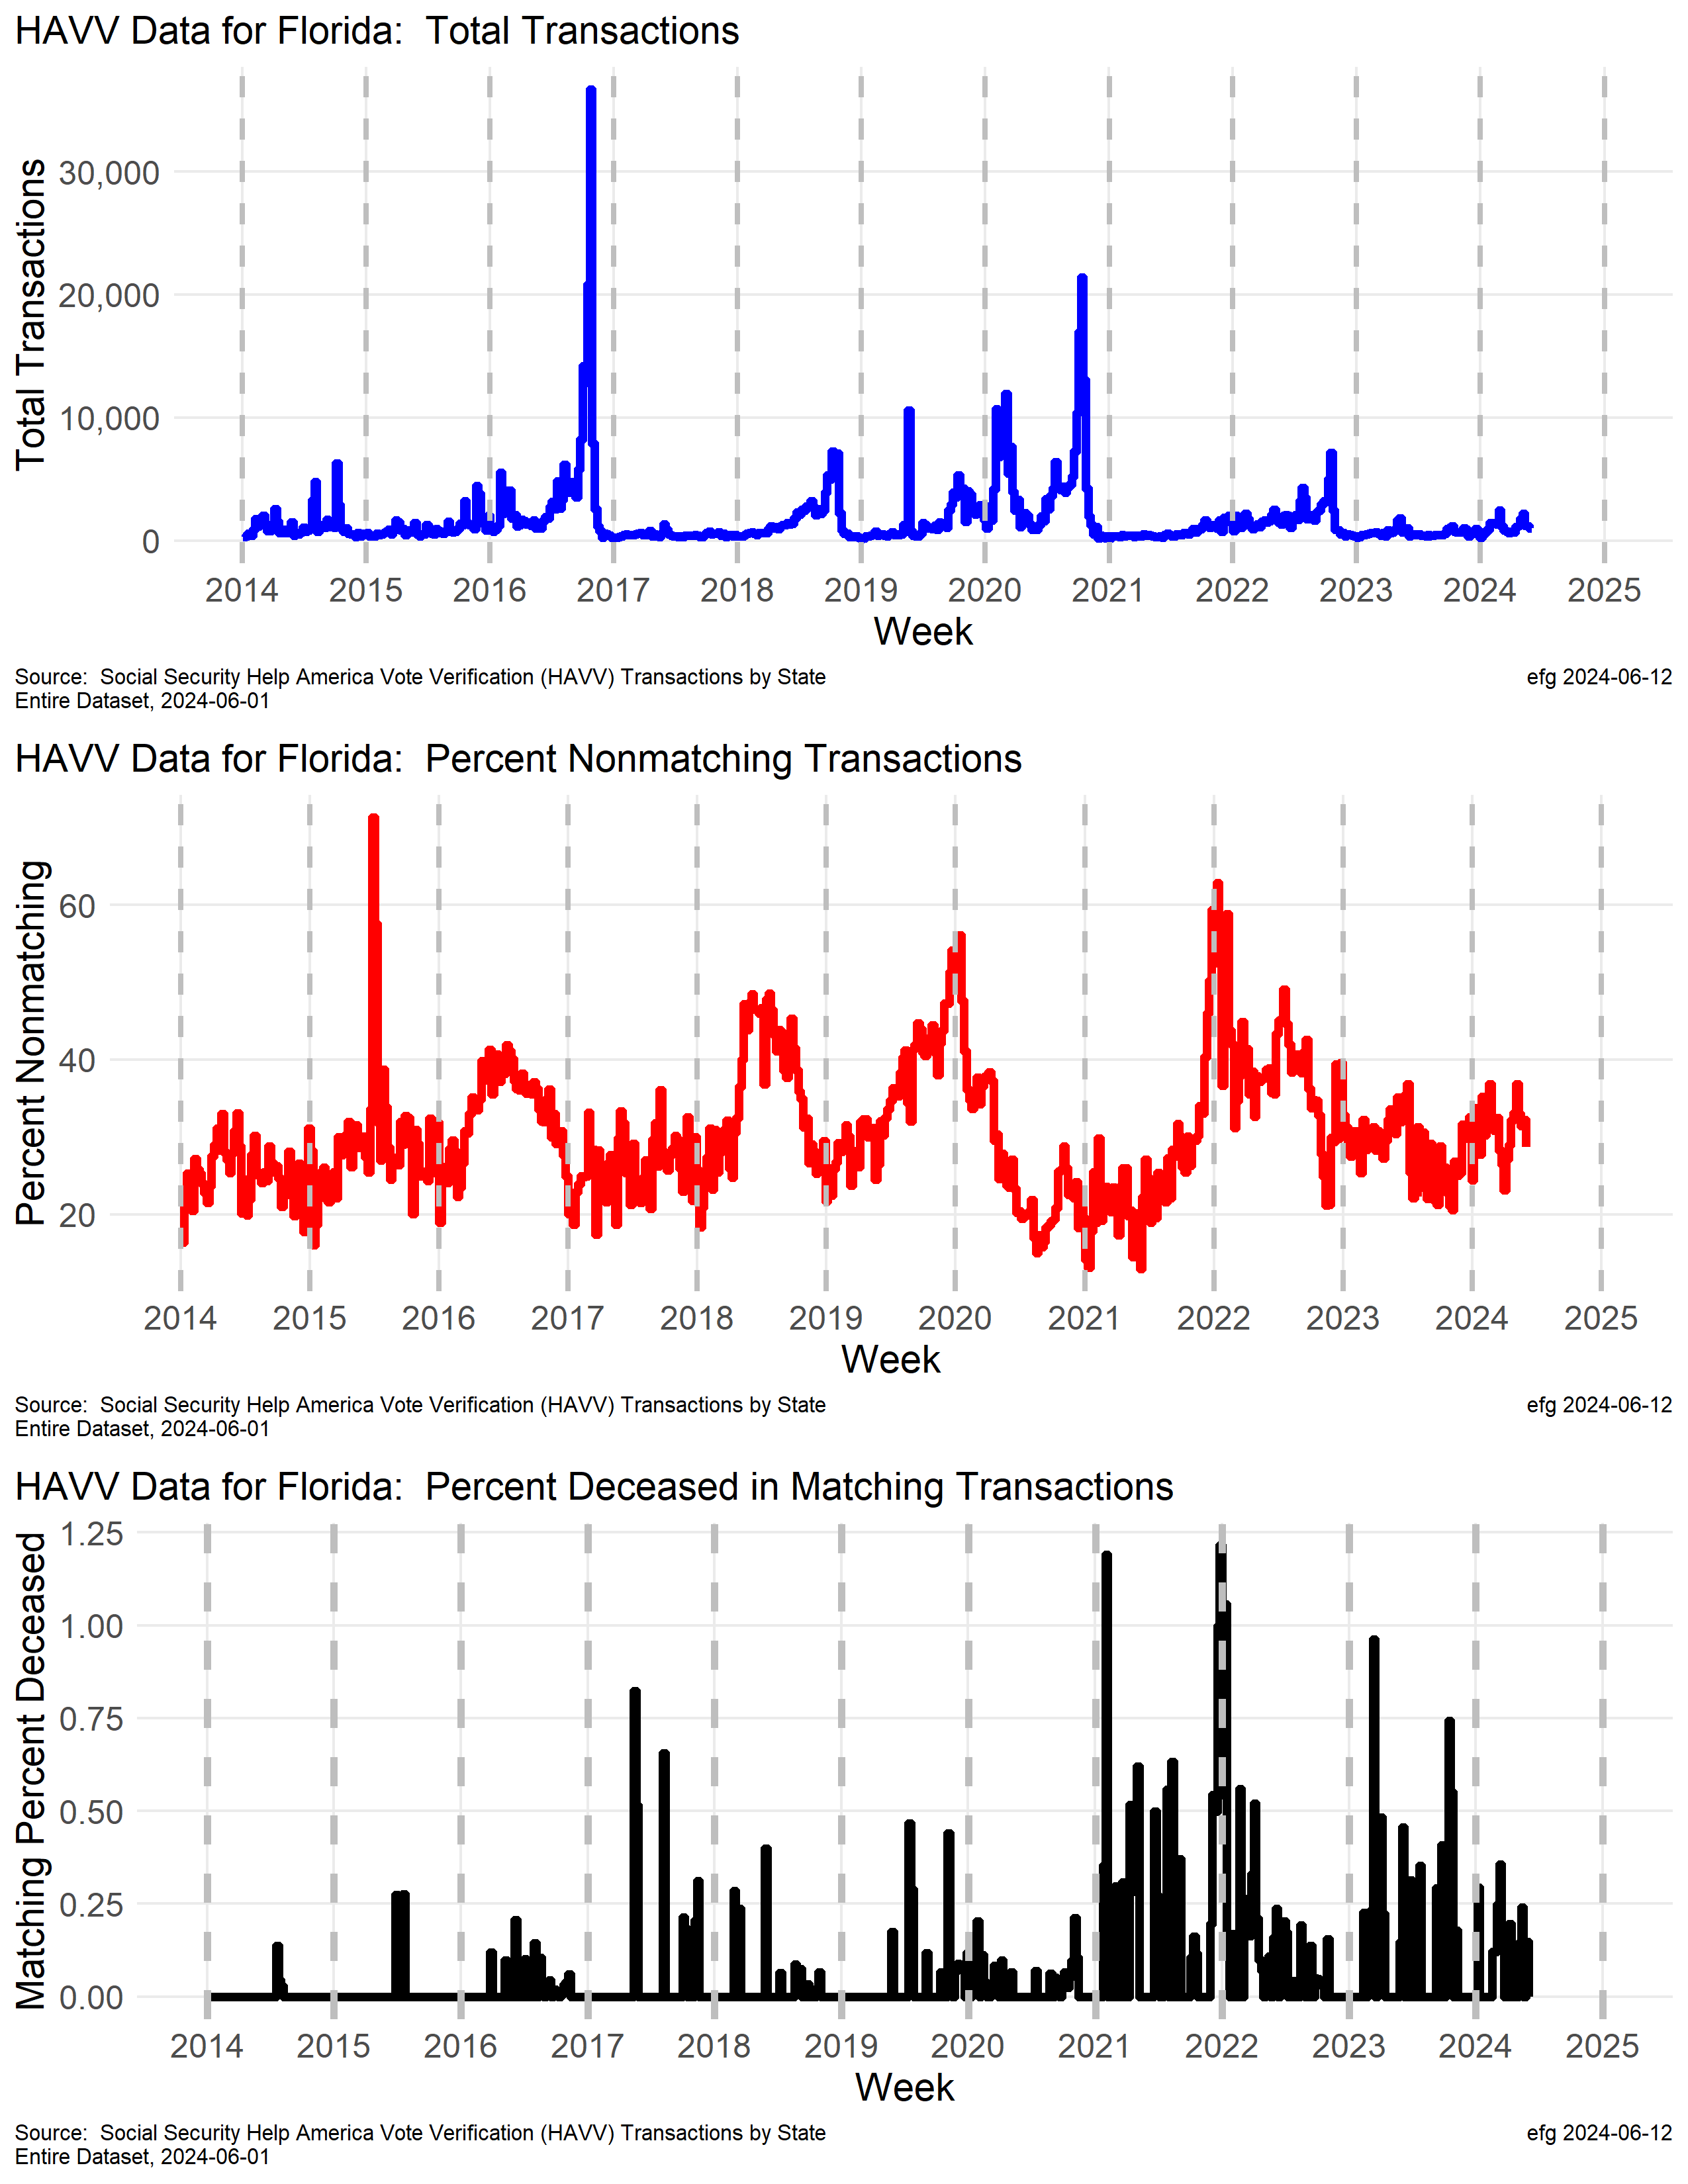 HAVV Data for Florida:  Total Transactions
Total Transactions
30,000
20,000
10,000
0
2014 2015 2016 2017 2018 2019 2020 2021 2022 2023 2024 2025
Week
Source:  Social Security Help America Vote Verification (HAVV) Transactions by State
Entire Dataset, 2024-06-01
efg 2024-06-12
HAVV Data for Florida:  Percent Nonmatching Transactions
Percent Nonmatching
60
40
20
2014 2015 2016 2017 2018 2019 2020 2021 2022 2023 2024 2025
Week
Source:  Social Security Help America Vote Verification (HAVV) Transactions by State
Entire Dataset, 2024-06-01
efg 2024-06-12
HAVV Data for Florida:  Percent Deceased in Matching Transactions
Matching Percent Deceased
1.25
1.00
0.75
0.50
0.25
0.00
2014 2015 2016 2017 2018 2019 2020 2021 2022 2023 2024 2025
Week
Source:  Social Security Help America Vote Verification (HAVV) Transactions by State
Entire Dataset, 2024-06-01
efg 2024-06-12